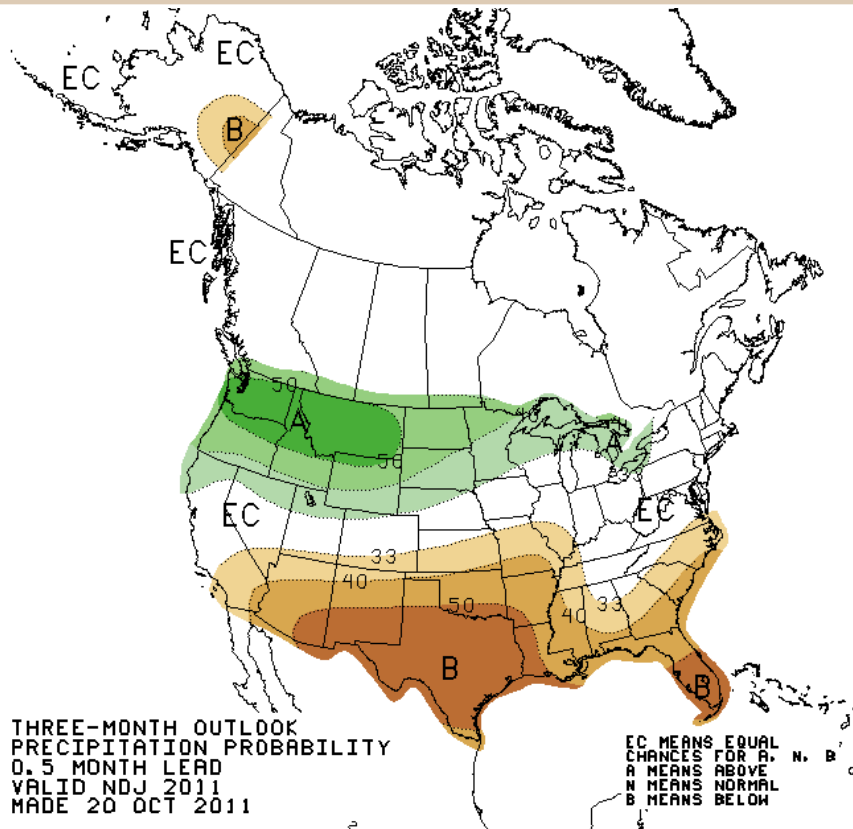 EC
EC
B
EC
50
A
50
40
A
33
EC
EC
33
40
50
40
33
B
B
THREE-MONTH OUTLOOK
PRECIPITATION PROBABILITY
0.5 MONTH LEAD
VALID NDJ 2011
MADE 20 OCT 2011
EC MEANS EQUAL
CHANCES FOR A, N, B
A MEANS ABOVE
N MEANS NORMAL
B MEANS BELOW